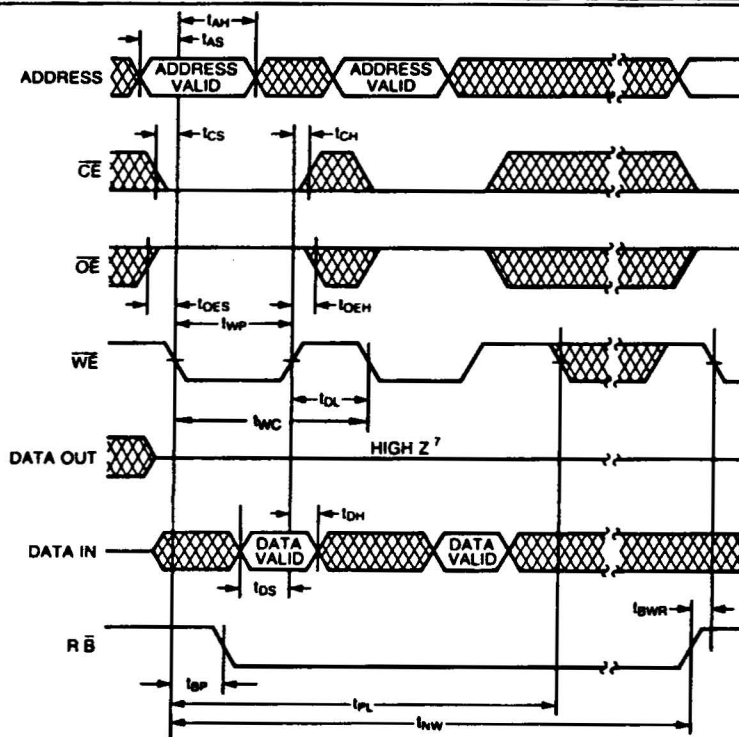 tAH
tAS
ADDRESS
ADDRESS VALID
ADDRESS VALID
tCS
tCH
CE
OE
tOES
tOEH
tWP
WE
tDL
tWC
DATA OUT
HIGH Z 7
tDH
DATA IN
DATA VALID
DATA VALID
tDS
tBWR
R B̅
tBP
tPL
tNW